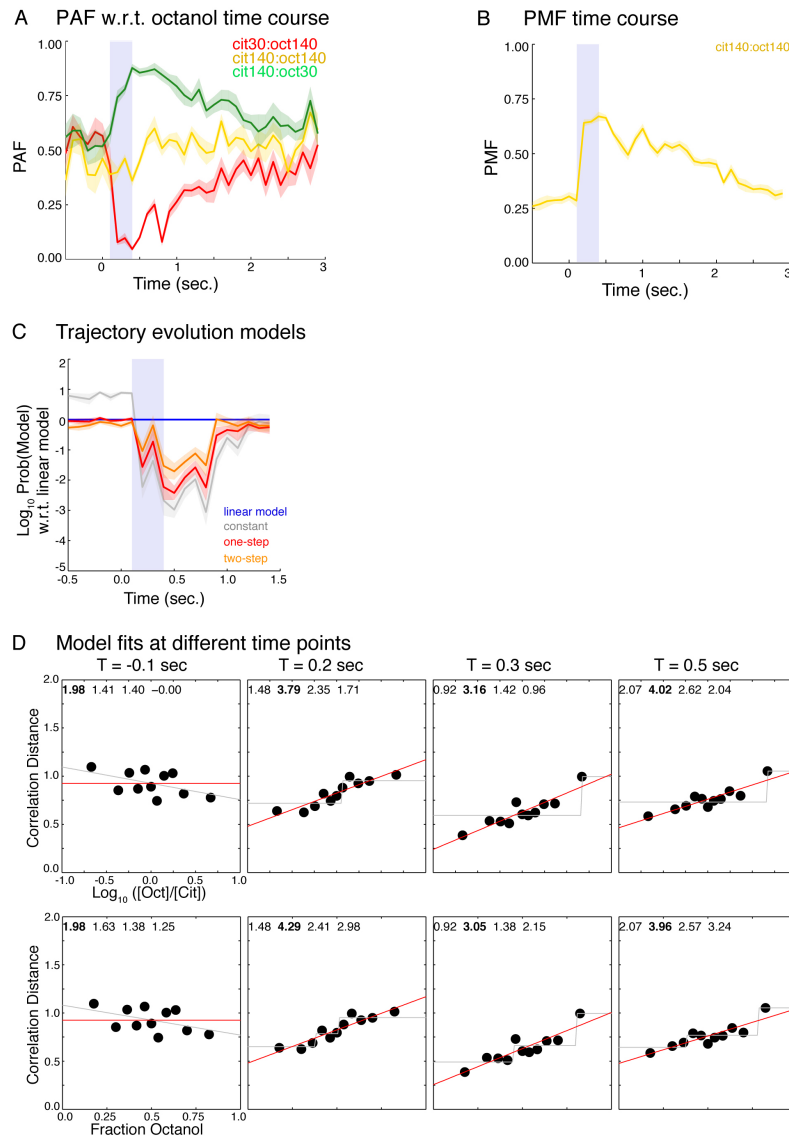 A PAF w.r.t. octanol time course
cit30:oct140
cit140:oct140
cit140:oct30
1.00
0.75
0.50
0.25
0.00
PAF
0 1 2 3
Time (sec.)
B PMF time course
cit140:oct140
1.00
0.75
0.50
0.25
0.00
PMF
0 1 2 3
Time (sec.)
C Trajectory evolution models
2
1
0
-1
-2
-3
-4
-5
Log10 Prob(Model)
w.r.t. linear model
linear model
constant
one-step
two-step
-0.5 0.0 0.5 1.0 1.5
Time (sec.)
D Model fits at different time points
T = -0.1 sec T = 0.2 sec T = 0.3 sec T = 0.5 sec
2.0
1.5
1.0
0.5
0.0
Correlation Distance
1.98 1.41 1.40 −0.00
1.48 3.79 2.35 1.71
0.92 3.16 1.42 0.96
2.07 4.02 2.62 2.04
-1.0 -0.5 0.0 0.5 1.0
Log10 ([Oct]/[Cit])
2.0
1.5
1.0
0.5
0.0
Correlation Distance
1.98 1.63 1.38 1.25
1.48 4.29 2.41 2.98
0.92 3.05 1.38 2.15
2.07 3.96 2.57 3.24
0.0 0.25 0.50 0.75 1.0
Fraction Octanol